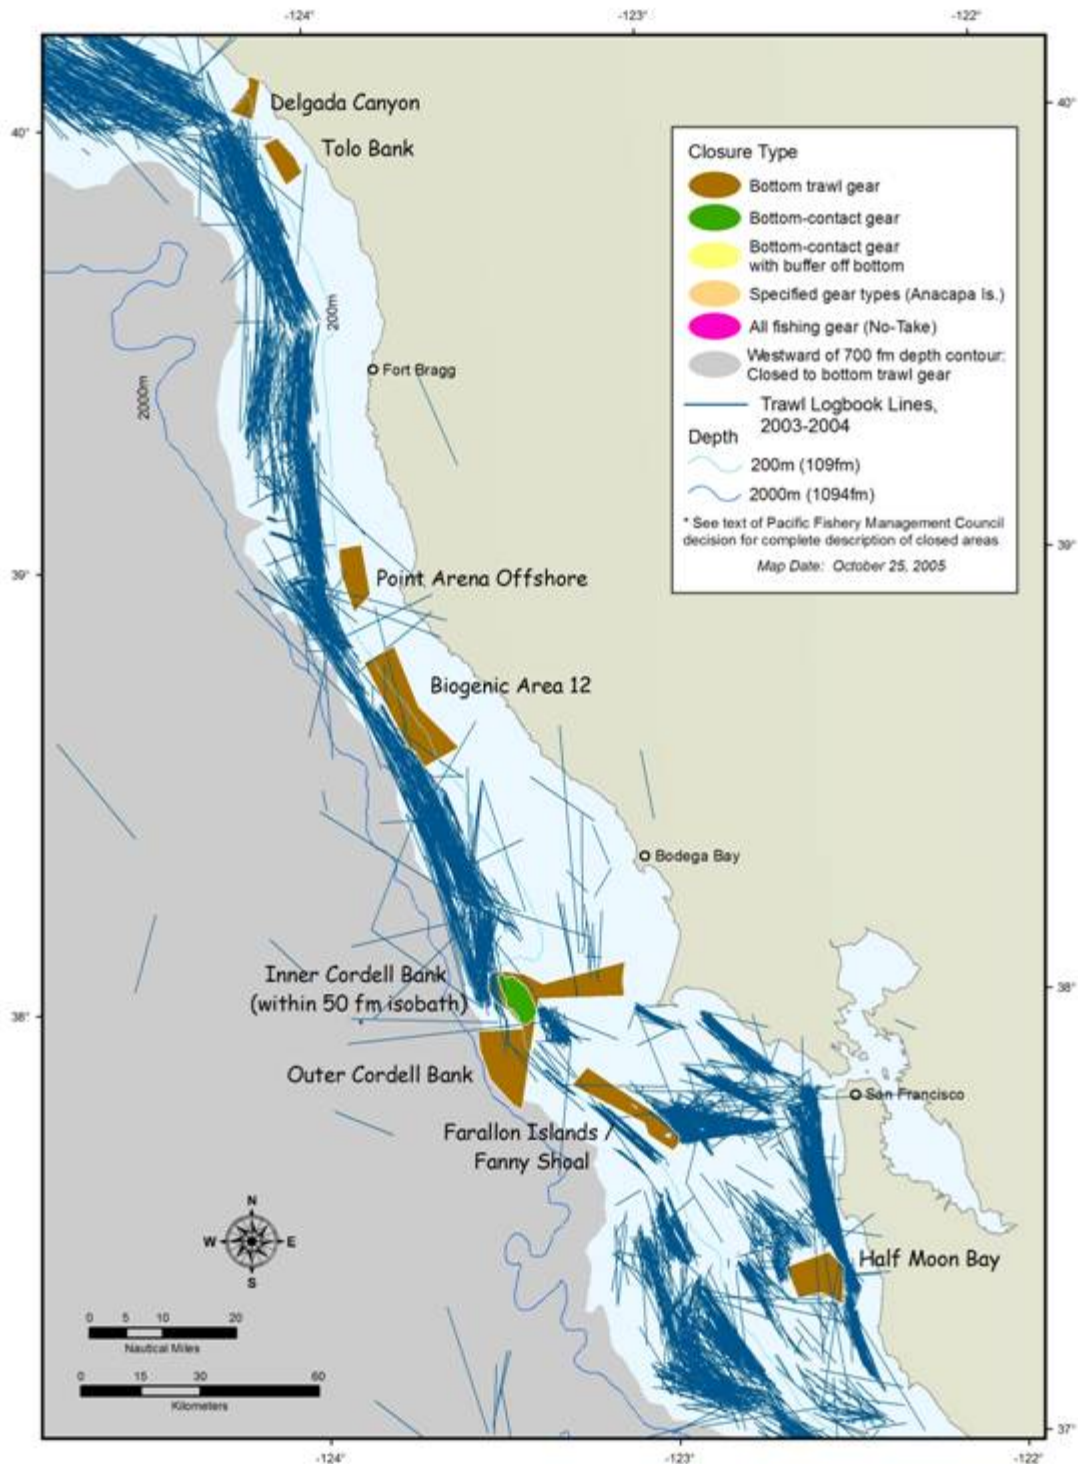 -124°
-123°
-122°
40°
40°
Delgada Canyon
Tolo Bank
Closure Type
Bottom trawl gear
Bottom-contact gear
Bottom-contact gear
with buffer off bottom
Specified gear types (Anacapa Is.)
All fishing gear (No-Take)
Westward of 700 fm depth contour:
Closed to bottom trawl gear
Trawl Logbook Lines,
2003-2004
Depth
200m (109fm)
2000m (1094fm)
* See text of Pacific Fishery Management Council
decision for complete description of closed areas
Map Date: October 25, 2005
200m
2000m
Fort Bragg
39°
39°
Point Arena Offshore
Biogenic Area 12
Bodega Bay
Inner Cordell Bank
(within 50 fm isobath)
38°
38°
Outer Cordell Bank
San Francisco
Farallon Islands /
Fanny Shoal
N
W E
S
Half Moon Bay
0 5 10 20
Nautical Miles
0 15 30 60
Kilometers
37°
-124°
-123°
-122°